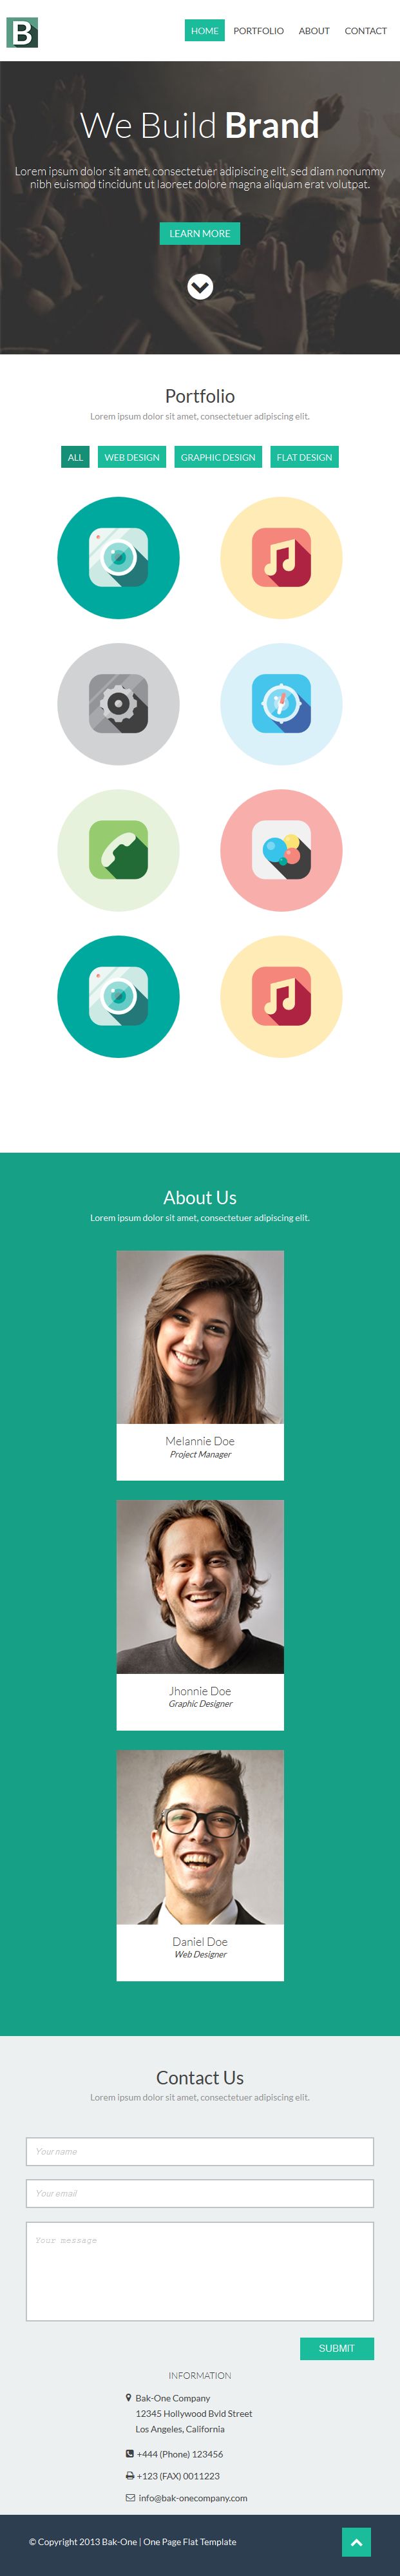 B
HOME PORTFOLIO ABOUT CONTACT
We Build Brand
Lorem ipsum dolor sit amet, consectetuer adipiscing elit, sed diam nonummy
nibh euismod tincidunt ut laoreet dolore magna aliquam erat volutpat.
LEARN MORE
Portfolio
Lorem ipsum dolor sit amet, consectetuer adipiscing elit.
ALL WEB DESIGN GRAPHIC DESIGN FLAT DESIGN
About Us
Lorem ipsum dolor sit amet, consectetuer adipiscing elit.
Melannie Doe
Project Manager
Jhonnie Doe
Graphic Designer
Daniel Doe
Web Designer
Contact Us
Lorem ipsum dolor sit amet, consectetuer adipiscing elit.
Your name
Your email
Your message
SUBMIT
INFORMATION
Bak-One Company
12345 Hollywood Bvld Street
Los Angeles, California
+444 (Phone) 123456
+123 (FAX) 0011223
info@bak-onecompany.com
© Copyright 2013 Bak-One | One Page Flat Template